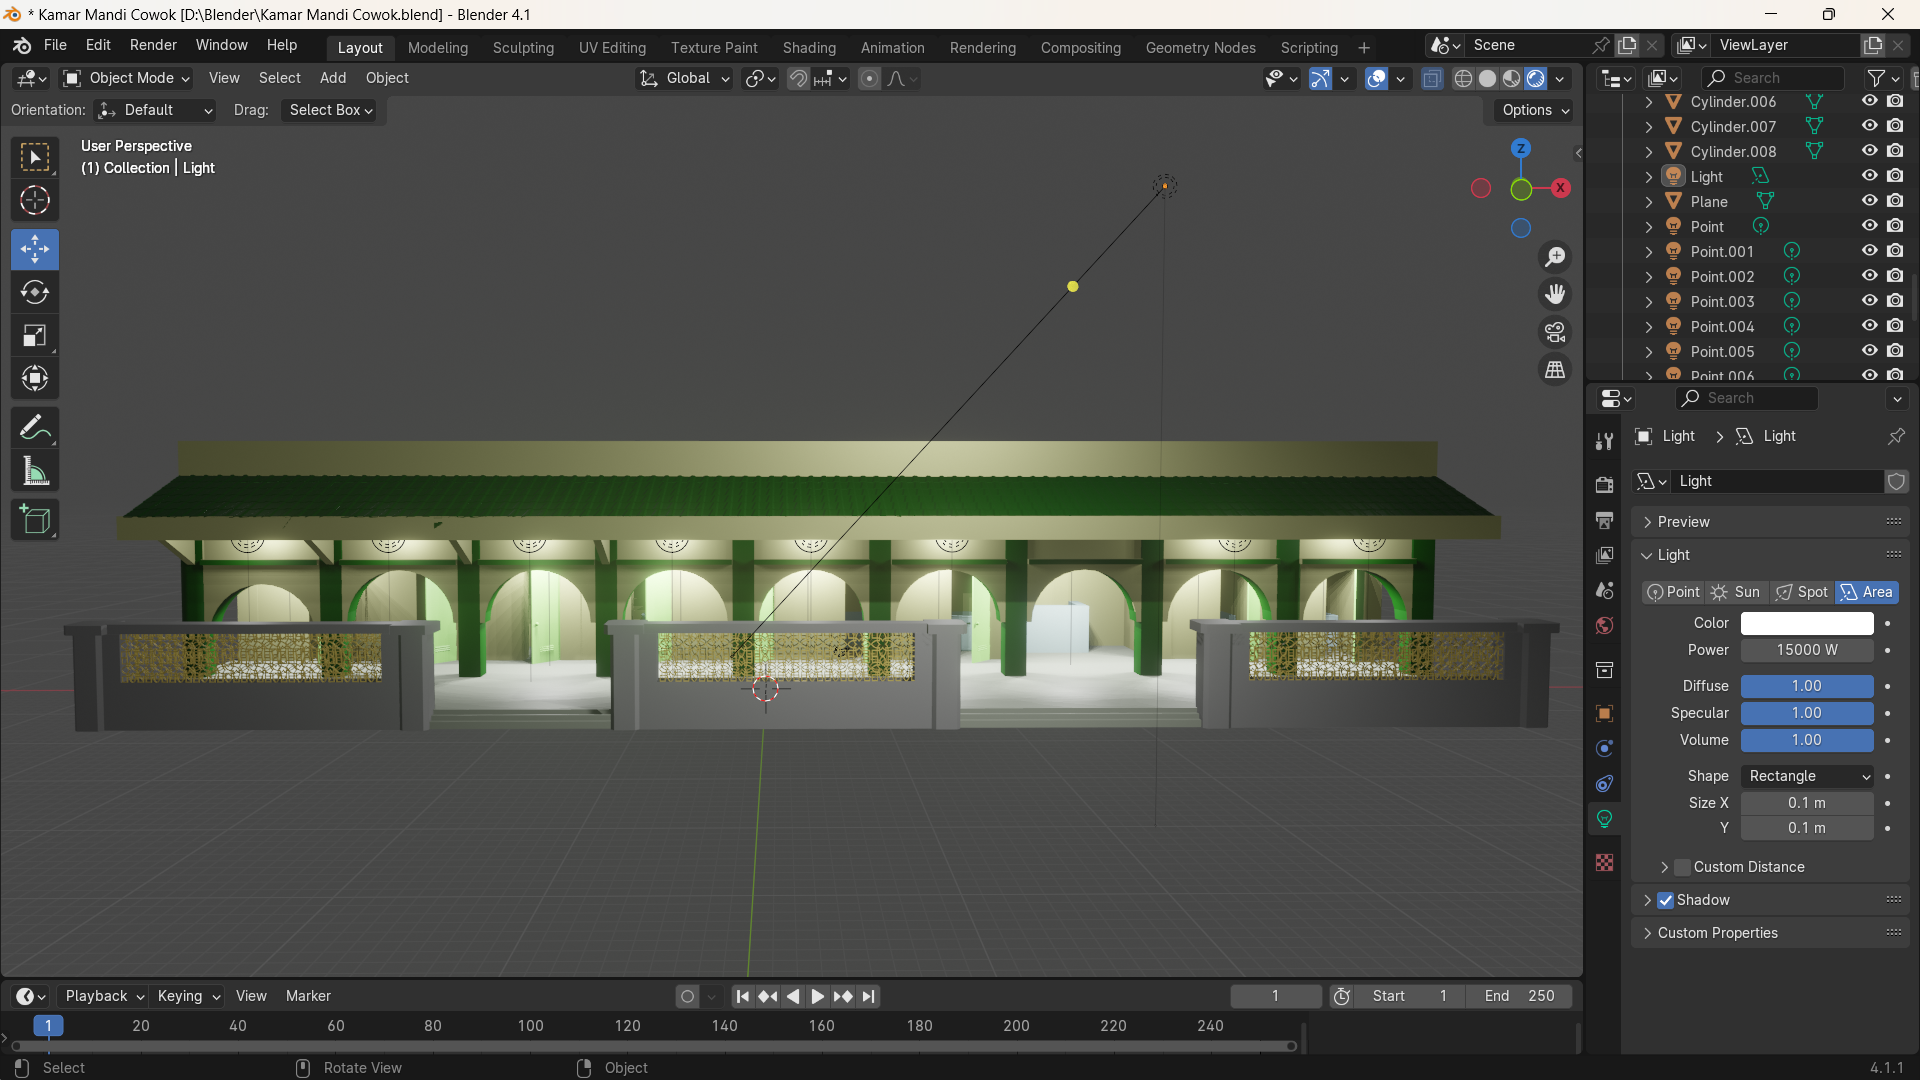 * Kamar Mandi Cowok [D:\Blender\Kamar Mandi Cowok.blend] - Blender 4.1
File Edit Render Window Help
Layout Modeling Sculpting UV Editing Texture Paint Shading Animation Rendering Compositing Geometry Nodes Scripting +
Scene
ViewLayer
Object Mode View Select Add Object
Global
Search
Orientation: Default Drag: Select Box
Options
User Perspective
(1) Collection | Light
Z
X
Cylinder.006
Cylinder.007
Cylinder.008
Light
Plane
Point
Point.001
Point.002
Point.003
Point.004
Point.005
Point.006
Search
Light > Light
Light
Preview
Light
Point Sun Spot Area
Color
Power 15000 W
Diffuse 1.00
Specular 1.00
Volume 1.00
Shape Rectangle
Size X 0.1 m
Y 0.1 m
Custom Distance
Shadow
Custom Properties
Playback Keying View Marker
1
Start 1
End 250
1 20 40 60 80 100 120 140 160 180 200 220 240
Select
Rotate View
Object
4.1.1